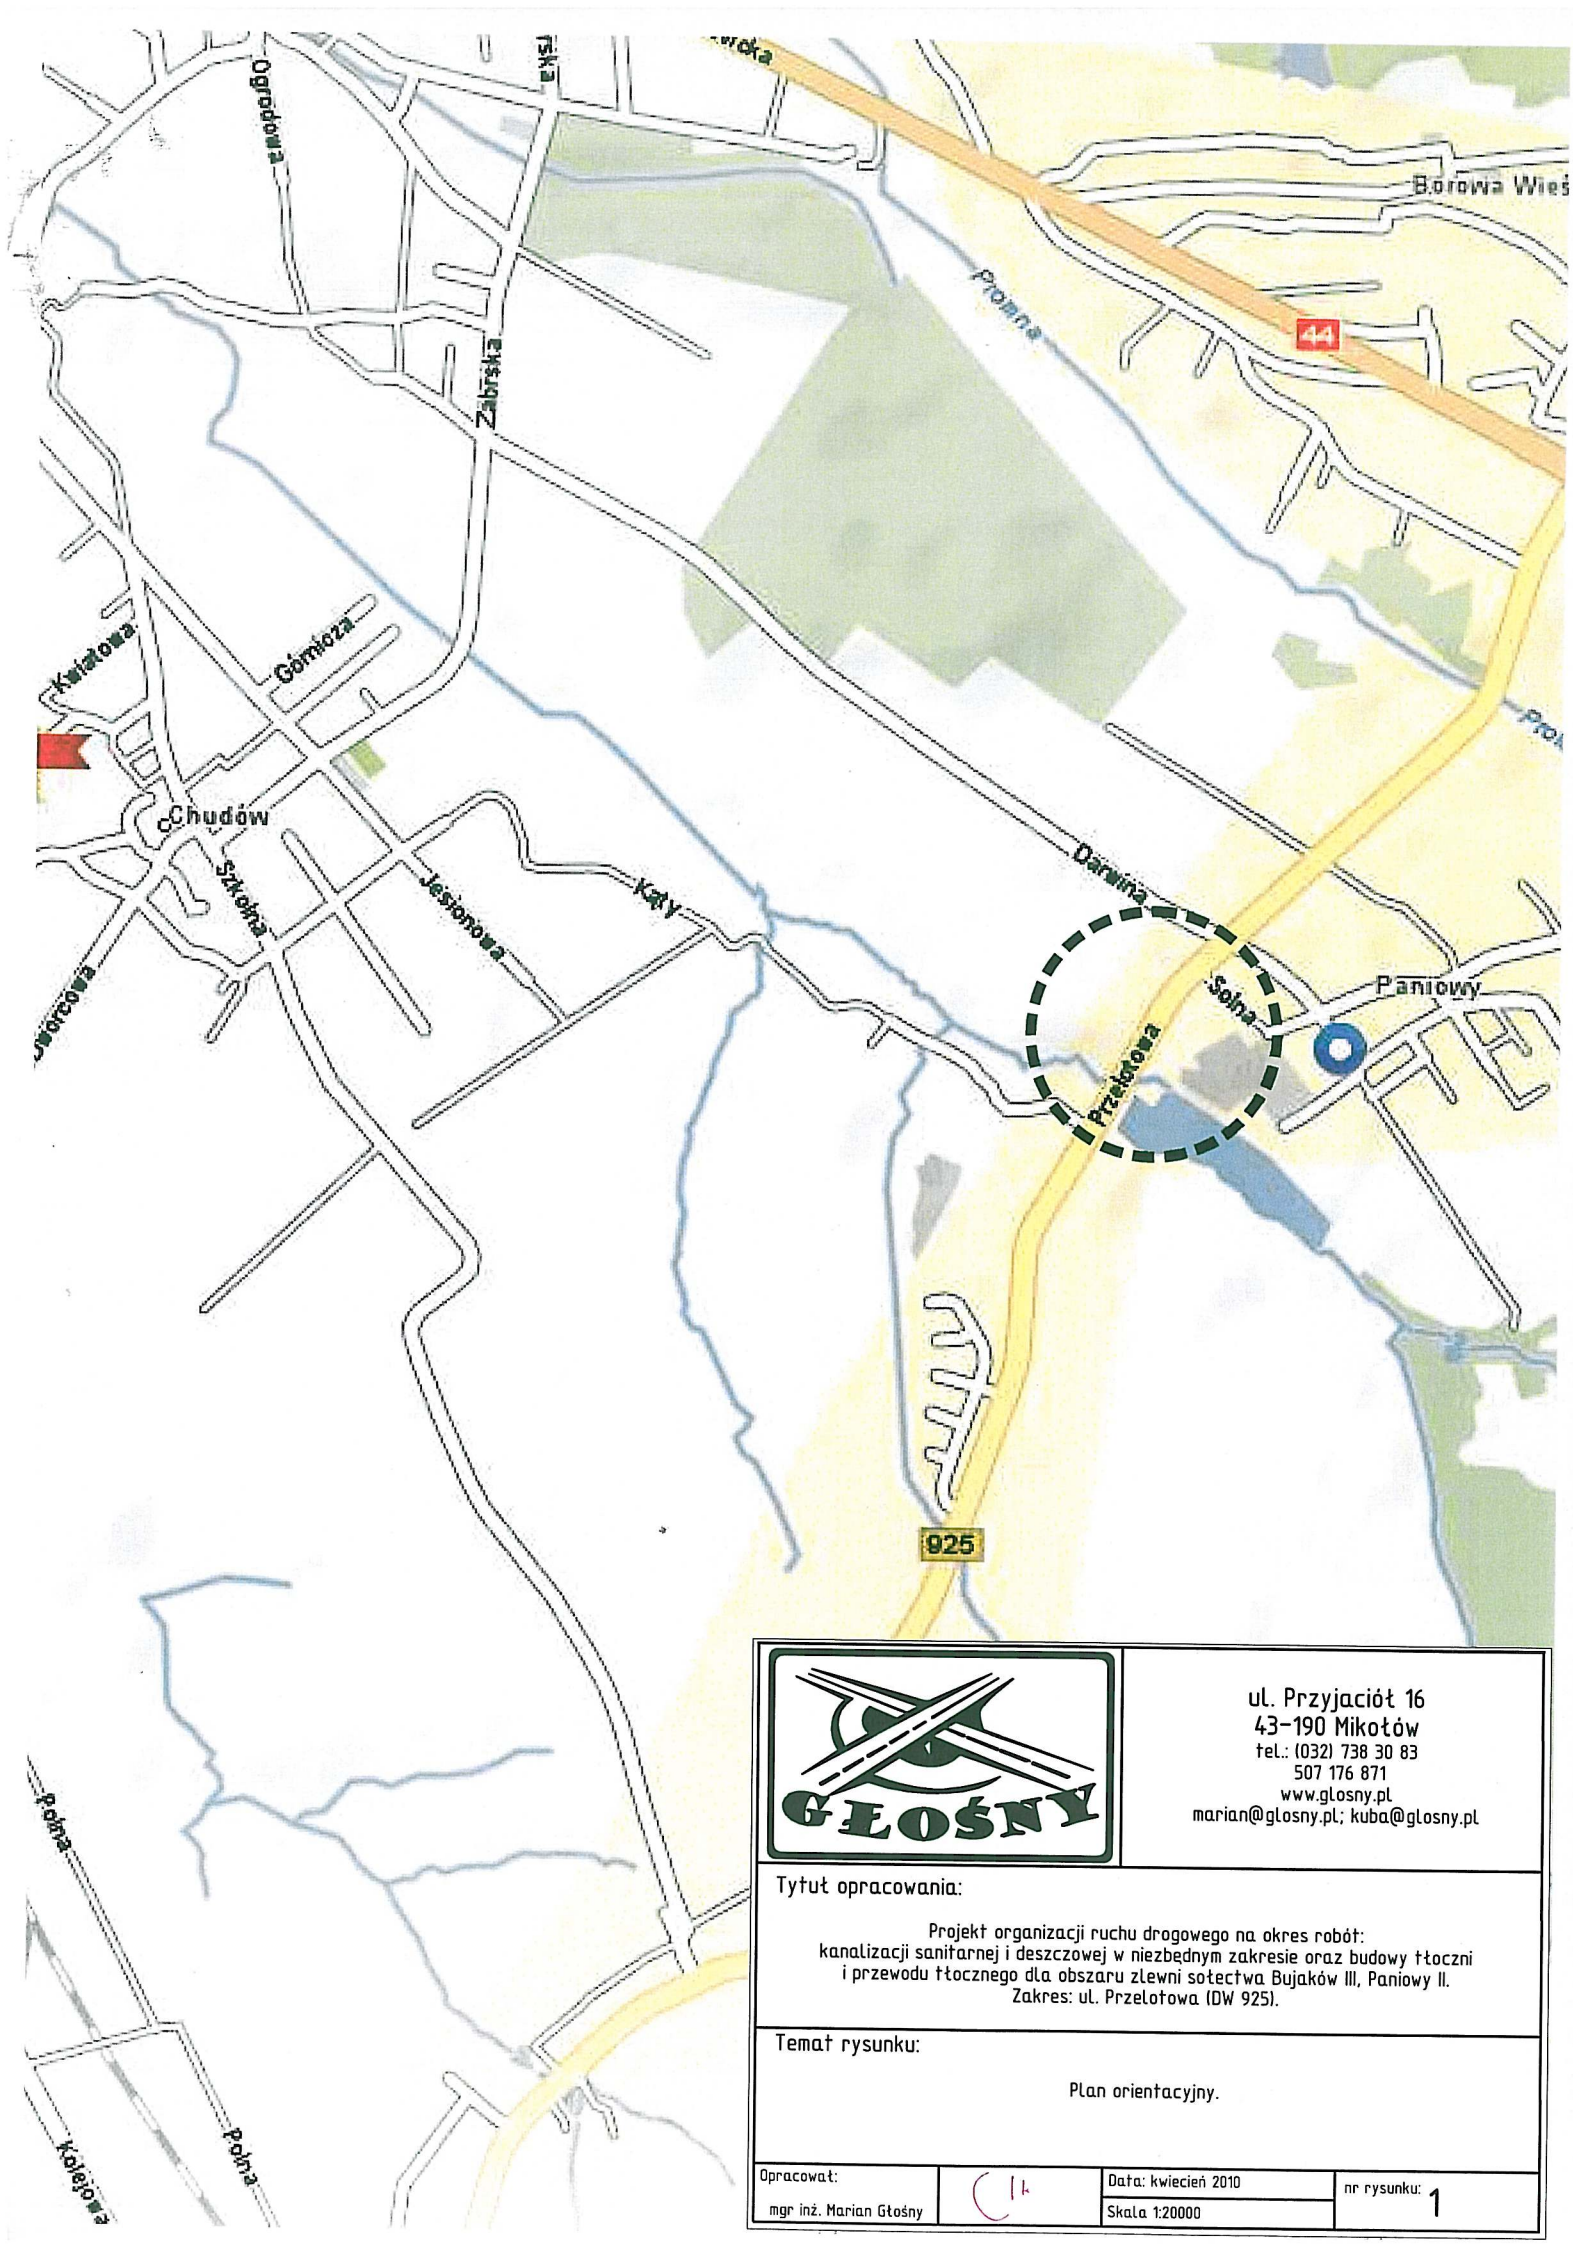 Ogrodowa
Borowa Wieś
Promna
44
Zabrska
Kwiatowa
Górnicza
Chudów
Szkolna
Jesionowa
Kąty
Darwina
Solna
Paniowy
Przelotowa
Dworcowa
925
Polna
Polna
Kolejowa
GŁOŚNY
ul. Przyjaciół 16
43-190 Mikołów
tel.: (032) 738 30 83
507 176 871
www.glosny.pl
marian@glosny.pl; kuba@glosny.pl
Tytuł opracowania:
Projekt organizacji ruchu drogowego na okres robót:
kanalizacji sanitarnej i deszczowej w niezbędnym zakresie oraz budowy tłoczni
i przewodu tłocznego dla obszaru zlewni sołectwa Bujaków III, Paniowy II.
Zakres: ul. Przelotowa (DW 925).
Temat rysunku:
Plan orientacyjny.
Opracował:
mgr inż. Marian Głośny
Data: kwiecień 2010
Skala 1:20000
nr rysunku: 1